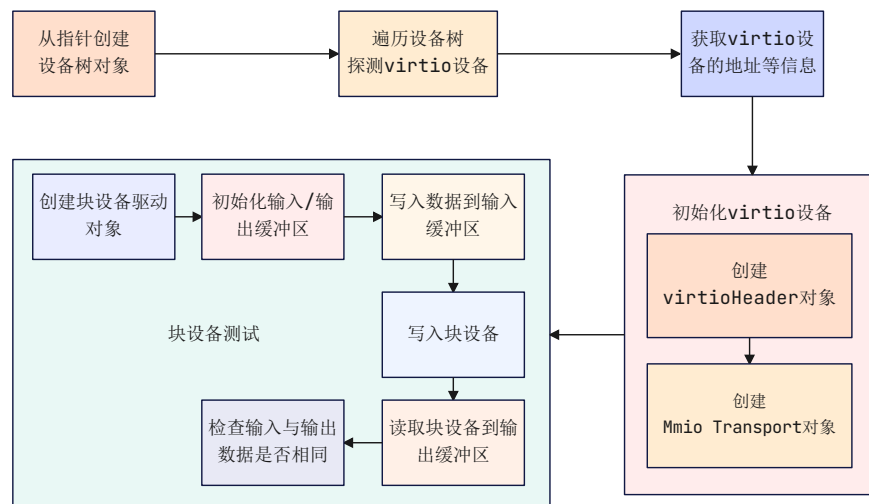 从指针创建
设备树对象
遍历设备树
探测virtio设备
获取virtio设
备的地址等信息
初始化virtio设备
创建
virtioHeader对象
创建
Mmio Transport对象
块设备测试
创建块设备驱动
对象
初始化输入/输
出缓冲区
写入数据到输入
缓冲区
写入块设备
读取块设备到输
出缓冲区
检查输入与输出
数据是否相同